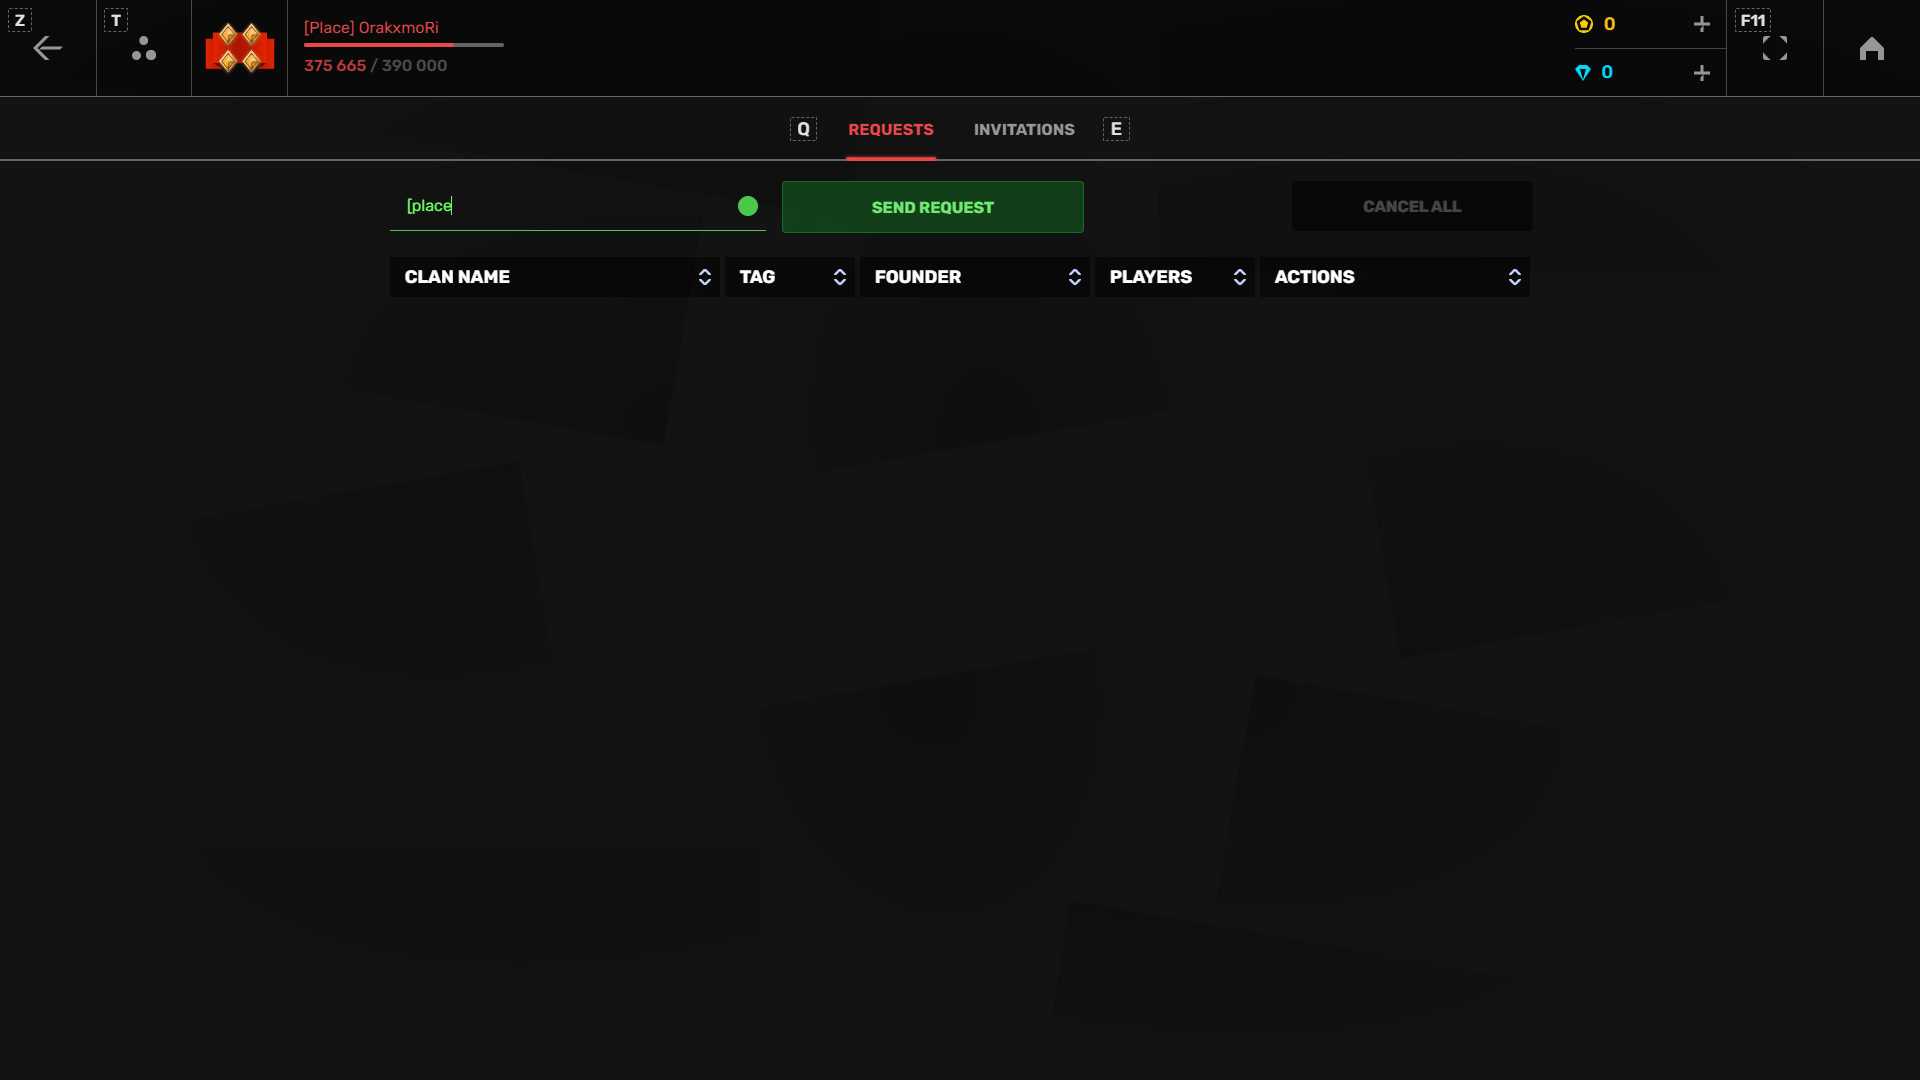 Z
T
[Place] OrakxmoRi
375 665 / 390 000
0
0
F11
Q
REQUESTS
INVITATIONS
E
[place
SEND REQUEST
CANCEL ALL
CLAN NAME
TAG
FOUNDER
PLAYERS
ACTIONS